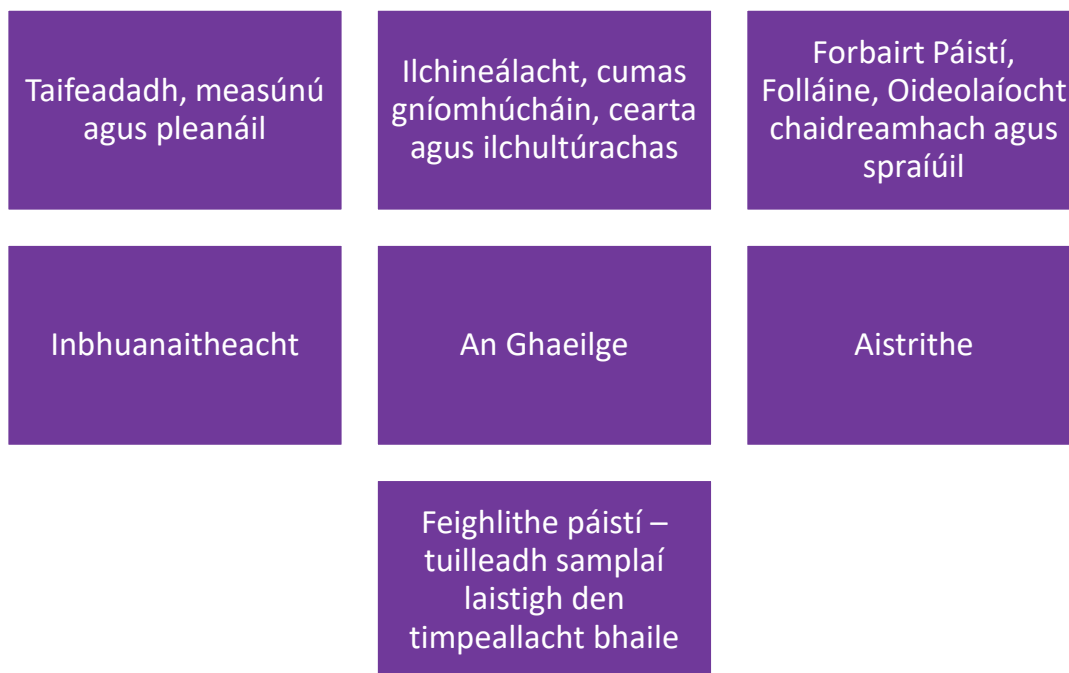 Taifeadadh, measúnú
agus pleanáil
Ilchineálacht, cumas
gníomhúcháin, cearta
agus ilchultúrachas
Forbairt Páistí,
Folláine, Oideolaíocht
chaidreamhach agus
spraíúil
Inbhuanaitheacht
An Ghaeilge
Aistrithe
Feighlithe páistí –
tuilleadh samplaí
laistigh den
timpeallacht bhaile